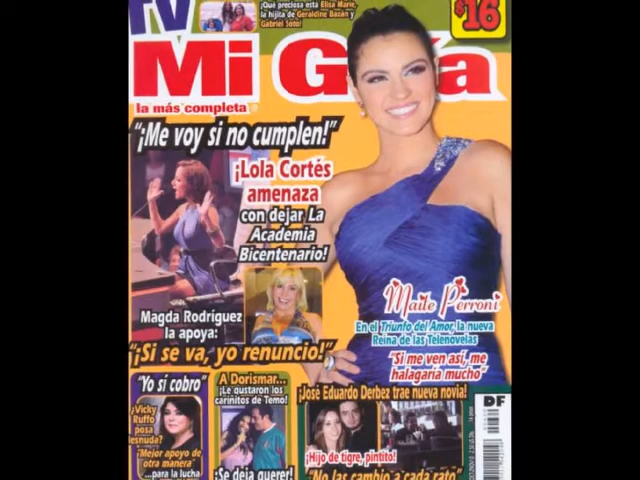 ¡Qué preciosa está Elisa Marie,
la hijita de Geraldine Bazán y
Gabriel Soto!
$16
TV
Mi Guía
la más completa
"¡Me voy si no cumplen!"
¡Lola Cortés
amenaza
con dejar La
Academia
Bicentenario!
Magda Rodríguez
la apoya:
"¡Si se va, yo renuncio!"
Maite Perroni
En el Triunfo del Amor, la nueva
Reina de las Telenovelas
"Si me ven así, me
halagaría mucho"
"Yo sí cobro"
¿Vicky
Ruffo
posa
desnuda?
"Mejor apoyo de
otra manera"
...para la lucha
A Dorismar...
¡Le gustaron los
cariñitos de Temo!
¡Se deja querer!
¡José Eduardo Derbez trae nueva novia!
¡Hijo de tigre, pintito!
"No las cambio a cada rato"
DF